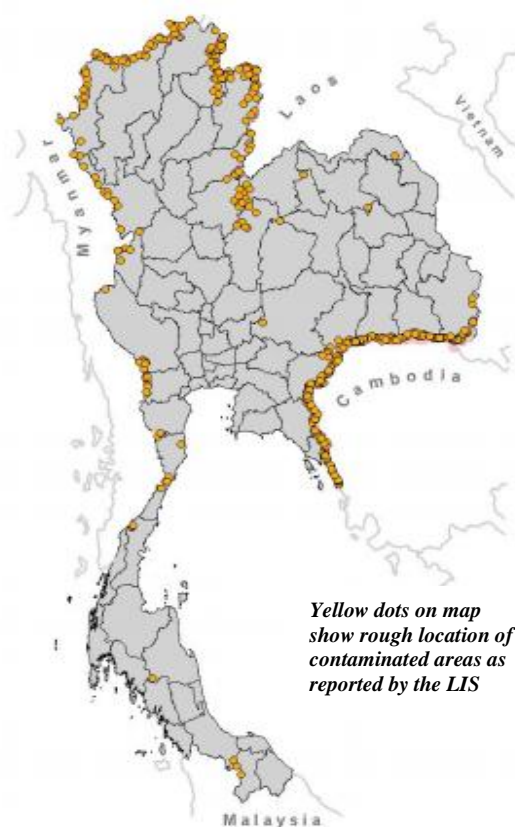 Laos
Vietnam
Myanmar
Cambodia
Yellow dots on map
show rough location of
contaminated areas as
reported by the LIS
Malaysia